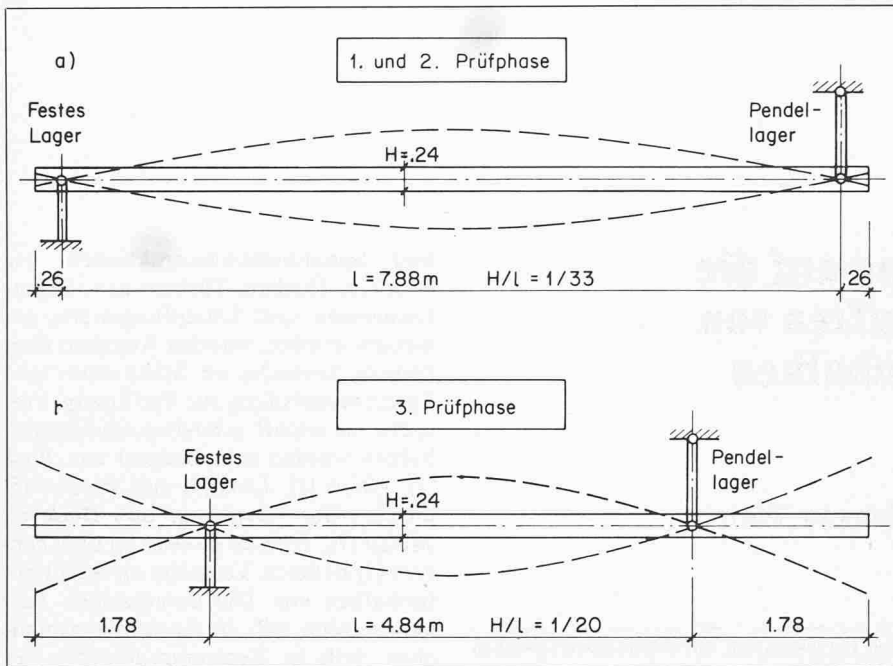 a)
1. und 2. Prüfphase
Festes
Lager
Pendel-
lager
H=.24
.26
l = 7.88m H/l = 1/33
.26
r
3. Prüfphase
Festes
Lager
Pendel-
lager
H=.24
1.78
l = 4.84m H/l = 1/20
1.78